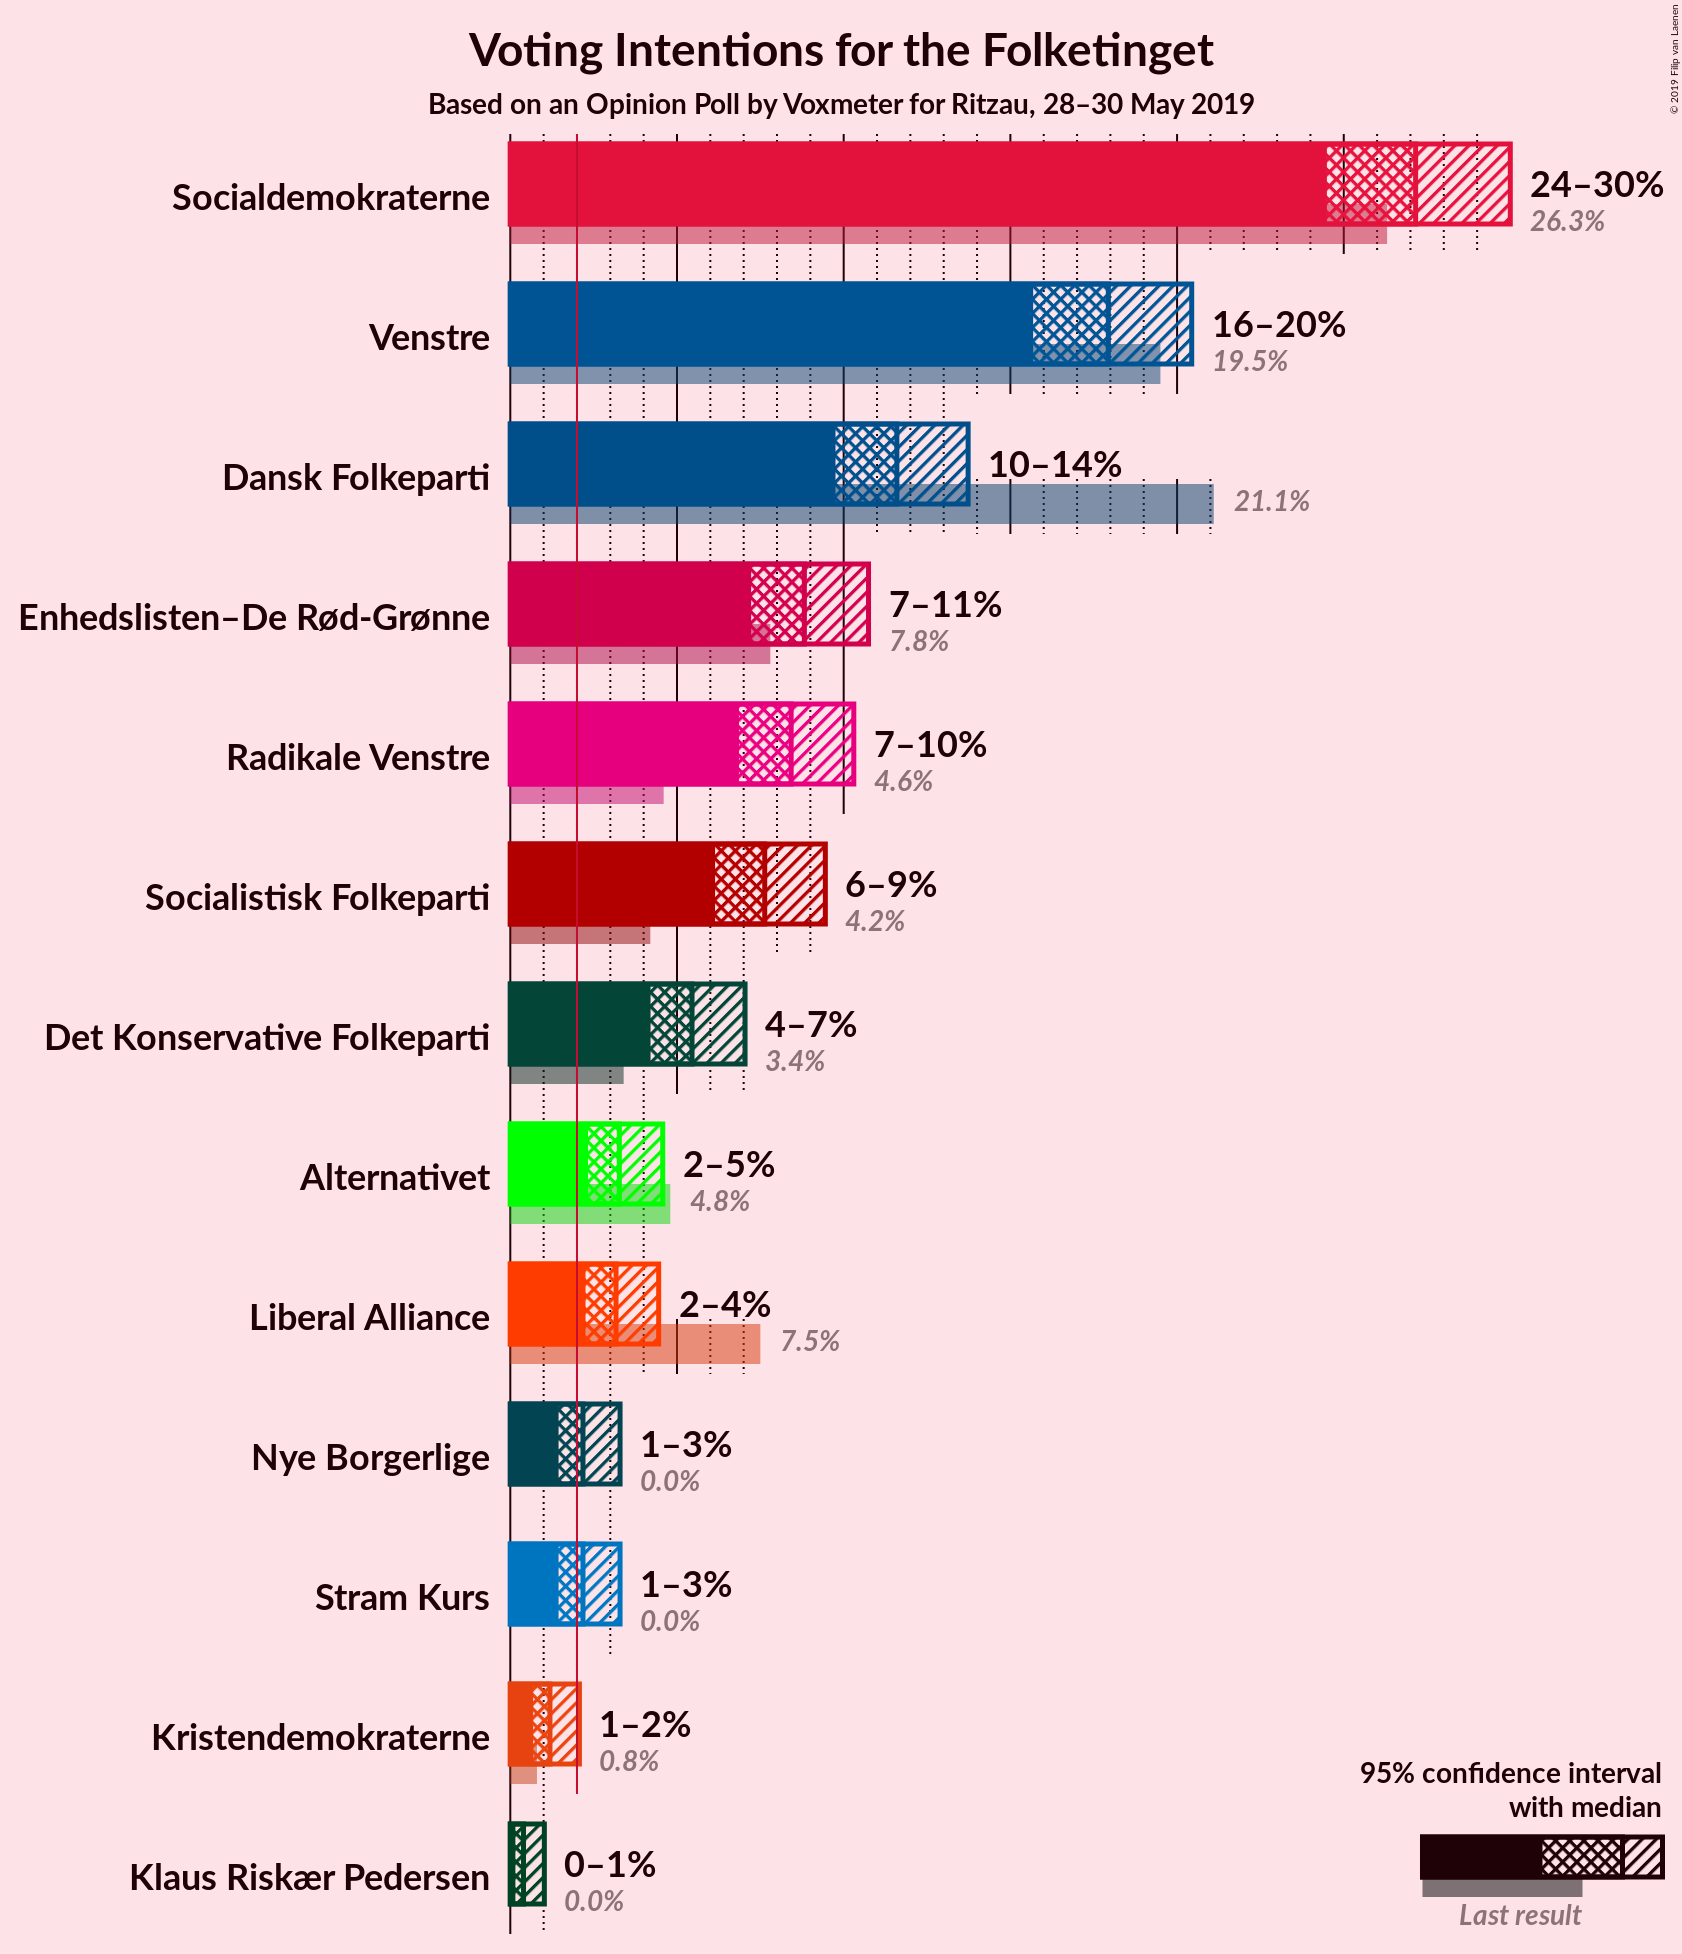 Voting Intentions for the Folketinget
Based on an Opinion Poll by Voxmeter for Ritzau, 28–30 May 2019
© 2019 Filip van Laenen
Socialdemokraterne
24–30%
26.3%
Venstre
16–20%
19.5%
Dansk Folkeparti
10–14%
21.1%
Enhedslisten–De Rød-Grønne
7–11%
7.8%
Radikale Venstre
7–10%
4.6%
Socialistisk Folkeparti
6–9%
4.2%
Det Konservative Folkeparti
4–7%
3.4%
Alternativet
2–5%
4.8%
Liberal Alliance
2–4%
7.5%
Nye Borgerlige
1–3%
0.0%
Stram Kurs
1–3%
0.0%
Kristendemokraterne
1–2%
0.8%
Klaus Riskær Pedersen
0–1%
0.0%
95% confidence interval
with median
Last result